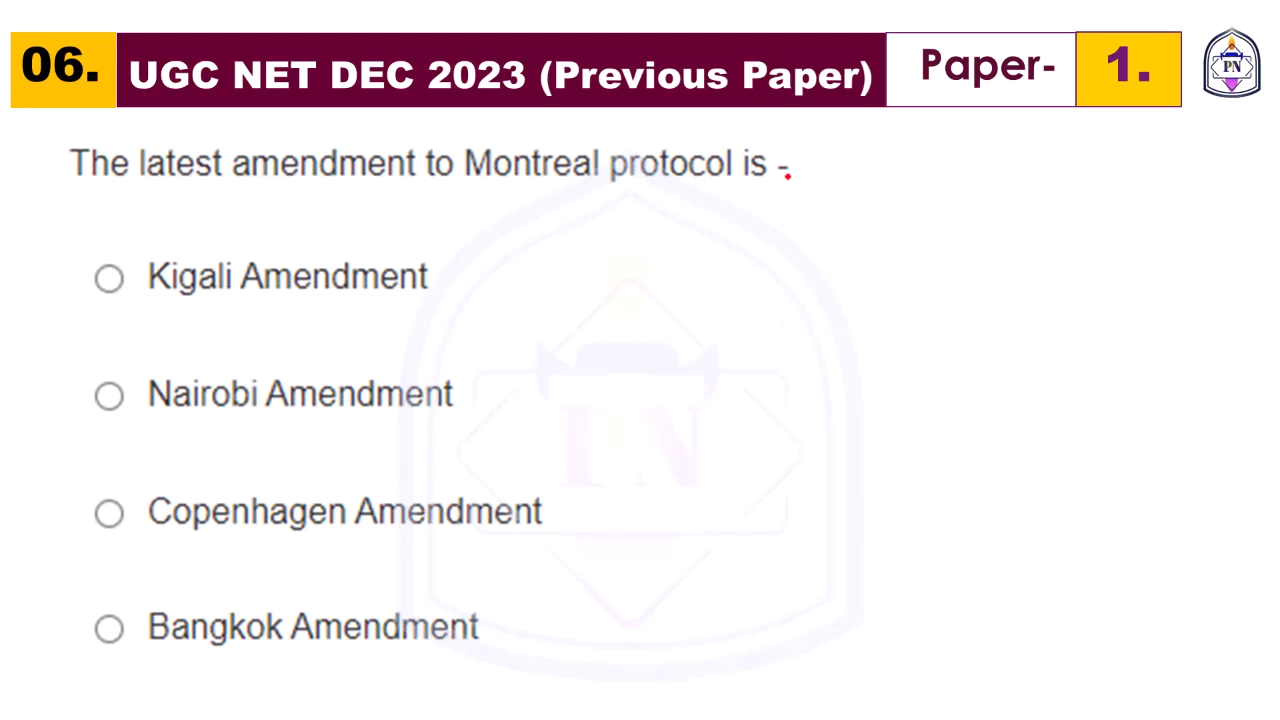 06. UGC NET DEC 2023 (Previous Paper) Paper- 1. PN
The latest amendment to Montreal protocol is -
Kigali Amendment
Nairobi Amendment
PN
Copenhagen Amendment
Bangkok Amendment